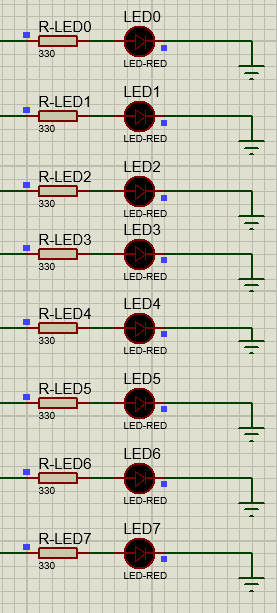 LED0
R-LED0
330
LED-RED
LED1
R-LED1
330
LED-RED
LED2
R-LED2
330
LED-RED
LED3
R-LED3
330
LED-RED
LED4
R-LED4
330
LED-RED
LED5
R-LED5
330
LED-RED
LED6
R-LED6
330
LED-RED
LED7
R-LED7
330
LED-RED